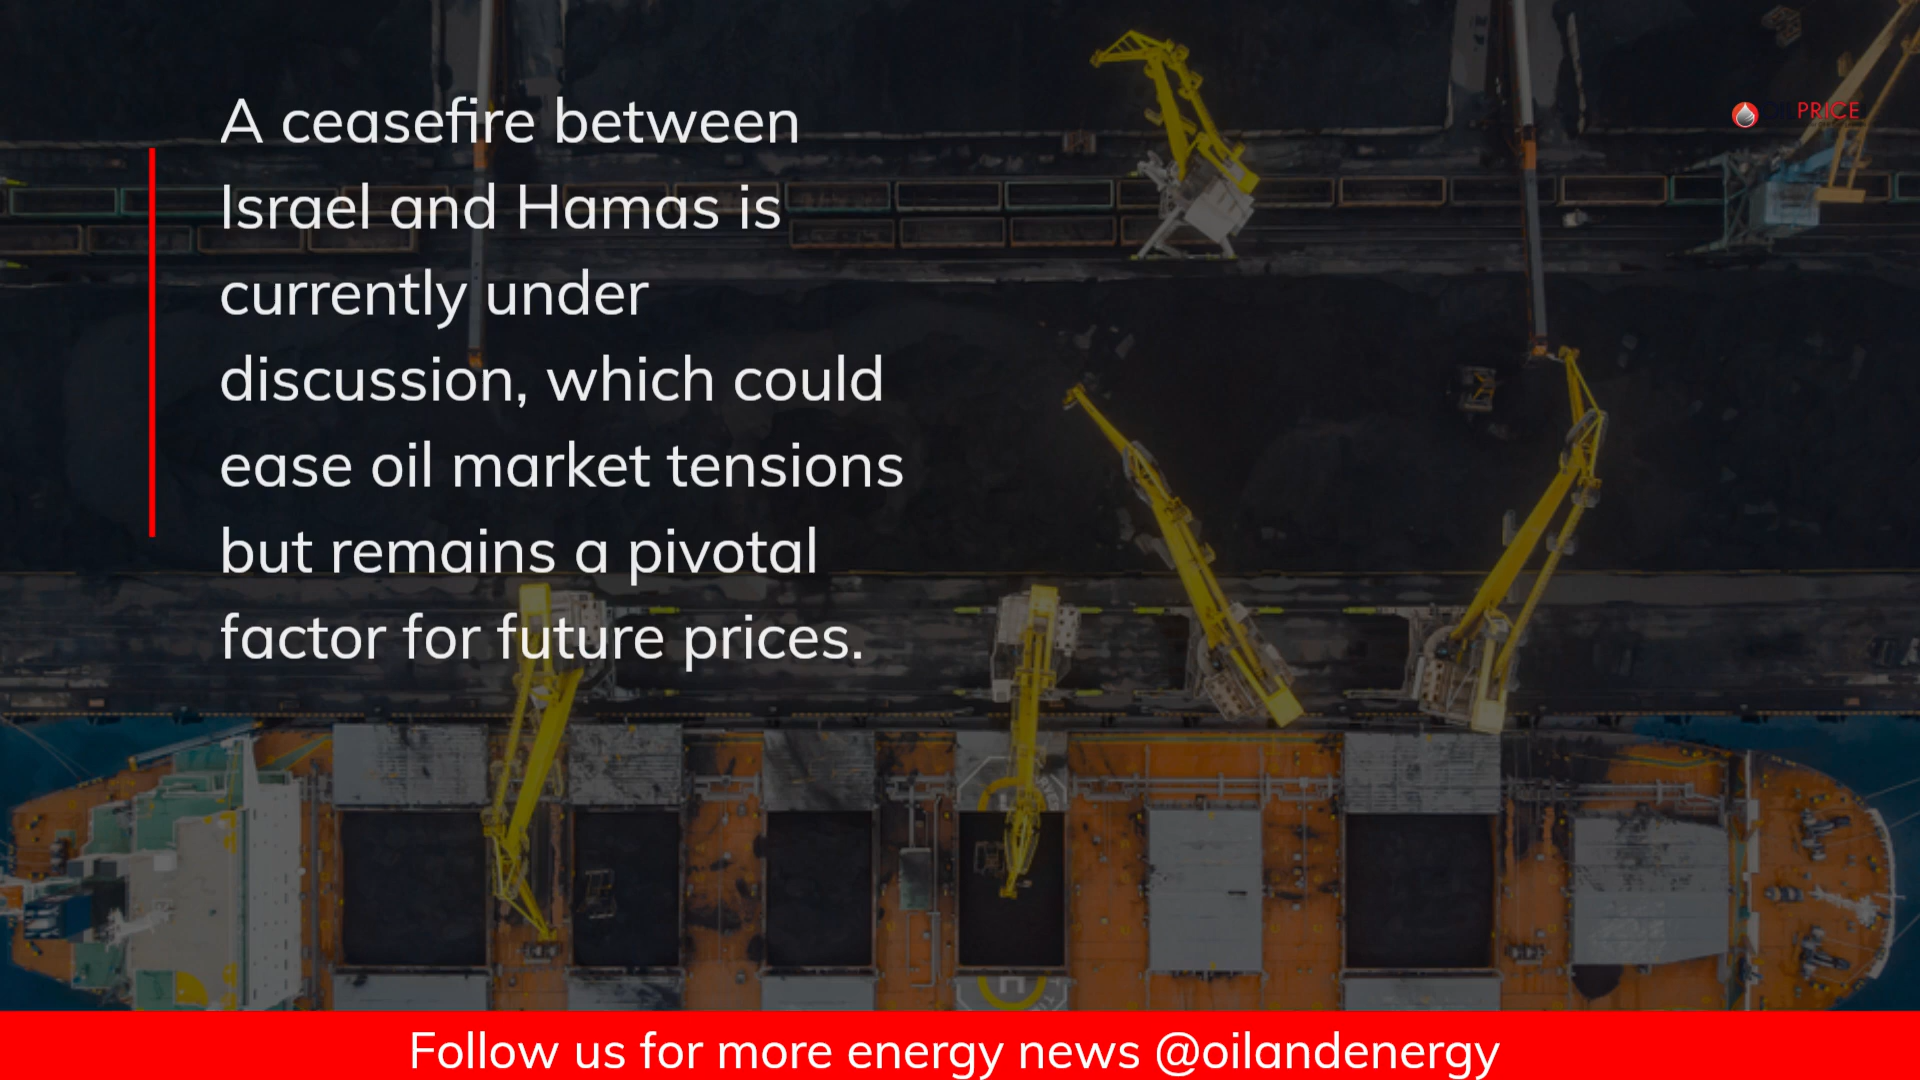 A ceasefire between
Israel and Hamas is
currently under
discussion, which could
ease oil market tensions
but remains a pivotal
factor for future prices.
OILPRICE
Follow us for more energy news @oilandenergy